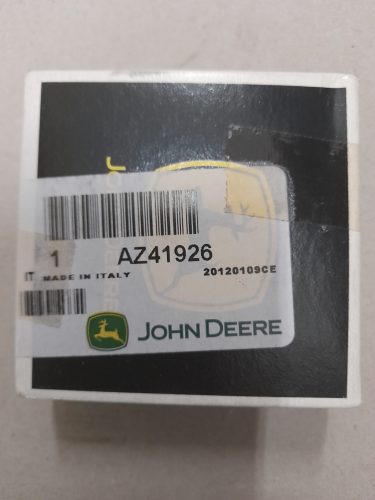 1 AZ41926
IT MADE IN ITALY 20120109CE
JOHN DEERE